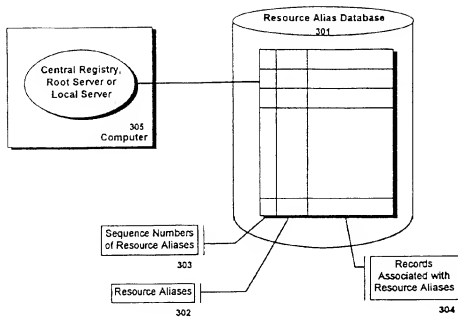 Resource Alias Database
301
Central Registry,
Root Server or
Local Server
305
Computer
Sequence Numbers
of Resource Aliases
303
Resource Aliases
302
Records
Associated with
Resource Aliases
304